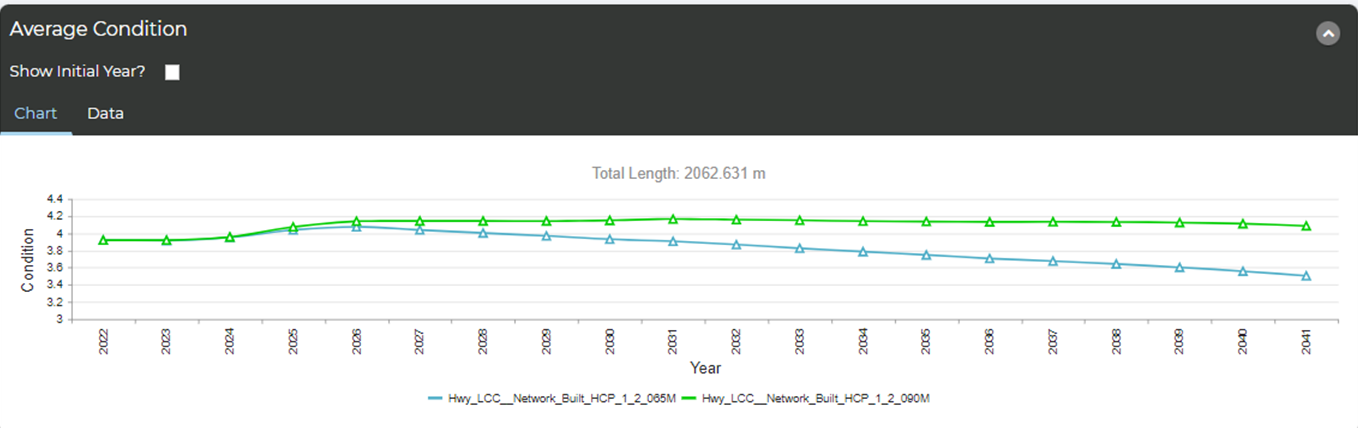 Average Condition
Show Initial Year?
Chart Data
Total Length: 2062.631 m
4.4
4.2
4
3.8
3.6
3.4
3.2
3
Condition
2022 2023 2024 2025 2026 2027 2028 2029 2030 2031 2032 2033 2034 2035 2036 2037 2038 2039 2040 2041
Year
Hwy_LCC__Network_Built_HCP_1_2_065M Hwy_LCC__Network_Built_HCP_1_2_090M